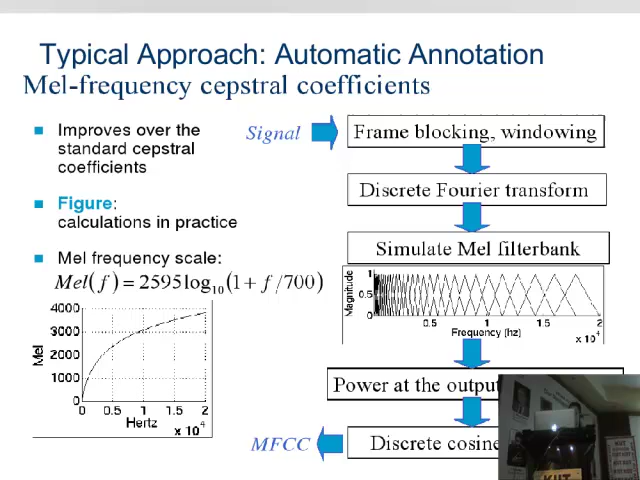 Typical Approach: Automatic Annotation
Mel-frequency cepstral coefficients
Improves over the
standard cepstral
coefficients
Figure:
calculations in practice
Mel frequency scale:
Mel(f) = 2595 log10(1 + f/700)
4000
3000
2000
1000
0
Mel
0 0.5 1 1.5 2
Hertz
x 10^4
Signal
Frame blocking, windowing
Discrete Fourier transform
Simulate Mel filterbank
Magnitude
1
0.5
0
0.5 1 1.5 2
Frequency [hz]
x 10^4
Power at the output
MFCC
Discrete cosine
KUT